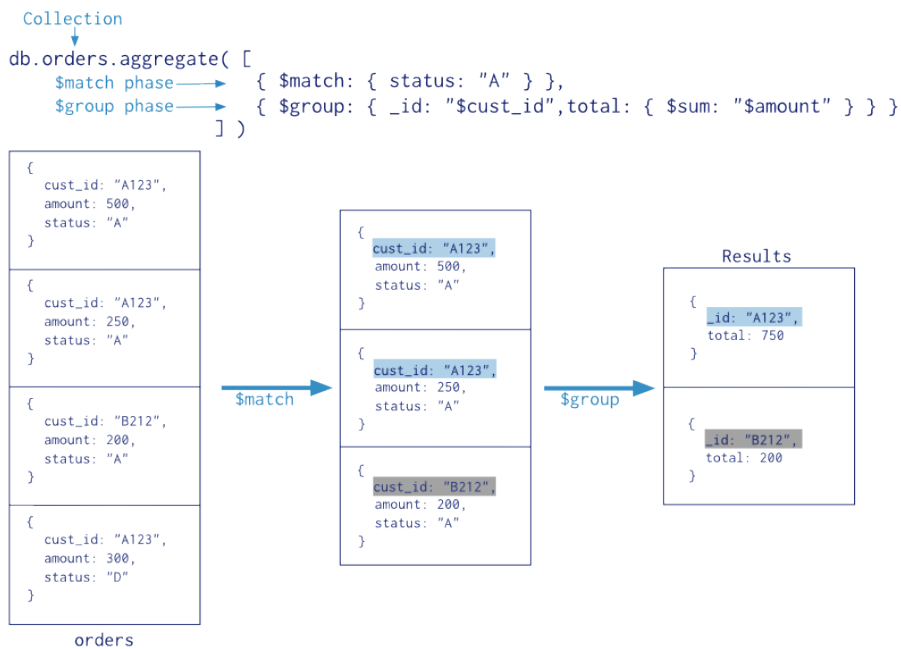 Collection
db.orders.aggregate( [
$match phase
{ $match: { status: "A" } },
$group phase
{ $group: { _id: "$cust_id",total: { $sum: "$amount" } } }
] )
{
cust_id: "A123",
amount: 500,
status: "A"
}
{
cust_id: "A123",
amount: 250,
status: "A"
}
{
cust_id: "B212",
amount: 200,
status: "A"
}
{
cust_id: "A123",
amount: 300,
status: "D"
}
orders
$match
{
cust_id: "A123",
amount: 500,
status: "A"
}
{
cust_id: "A123",
amount: 250,
status: "A"
}
{
cust_id: "B212",
amount: 200,
status: "A"
}
$group
Results
{
_id: "A123",
total: 750
}
{
_id: "B212",
total: 200
}